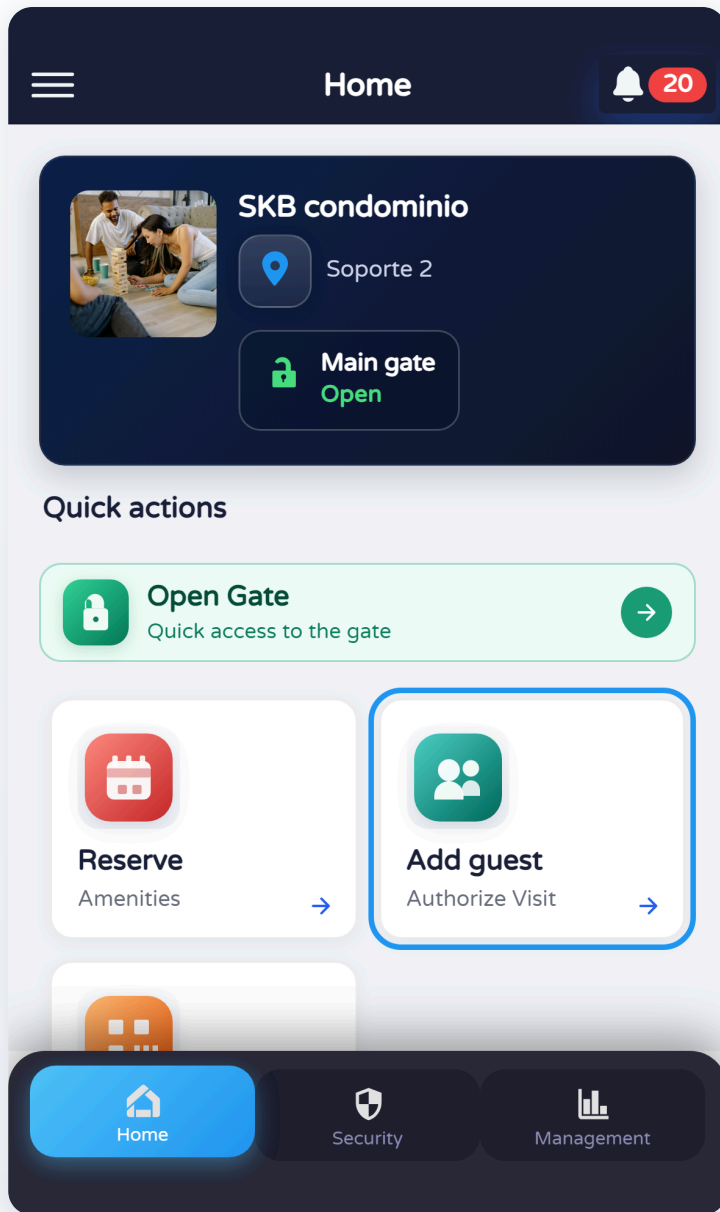 Home
20
SKB condominio
Soporte 2
Main gate
Open
Quick actions
Open Gate
Quick access to the gate
Reserve
Amenities
Add guest
Authorize Visit
Home
Security
Management